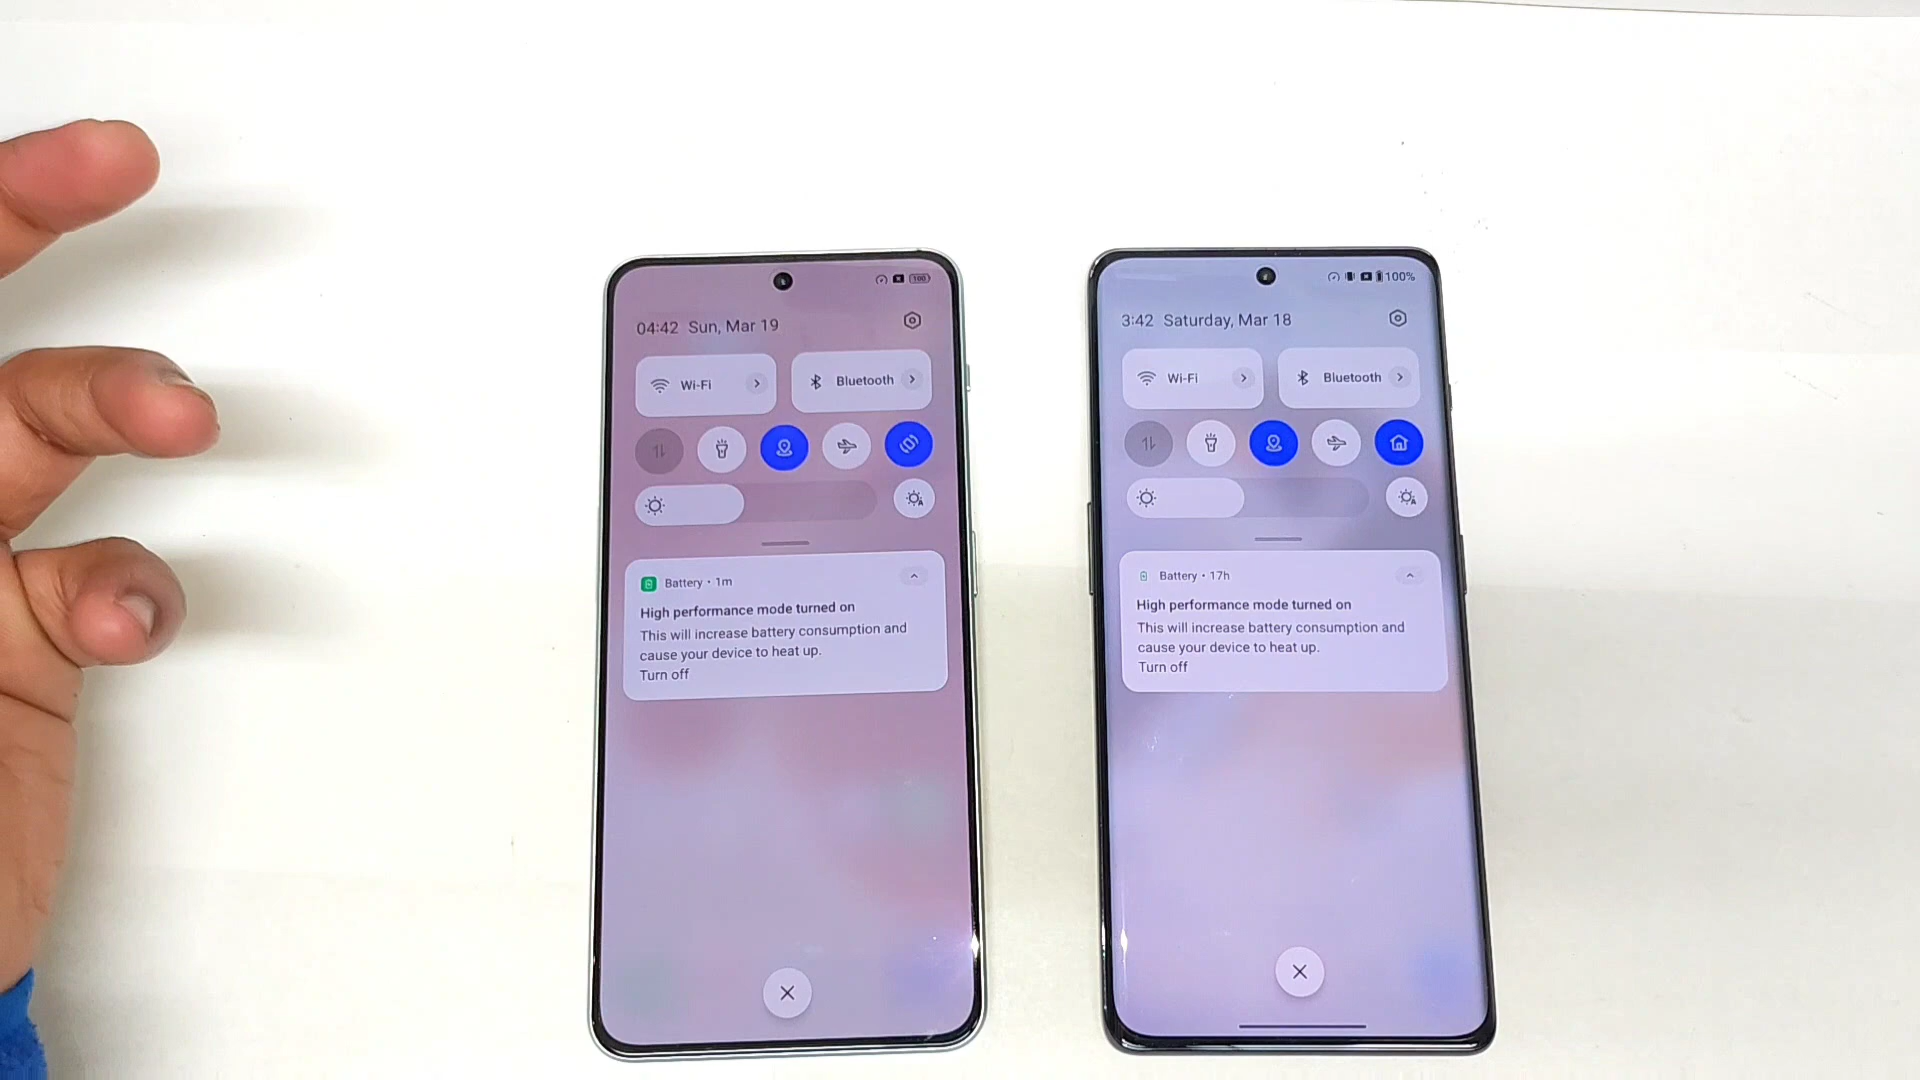 100
04:42 Sun, Mar 19
Wi-Fi
Bluetooth
Battery • 1m
High performance mode turned on
This will increase battery consumption and
cause your device to heat up.
Turn off
100%
3:42 Saturday, Mar 18
Wi-Fi
Bluetooth
Battery • 17h
High performance mode turned on
This will increase battery consumption and
cause your device to heat up.
Turn off